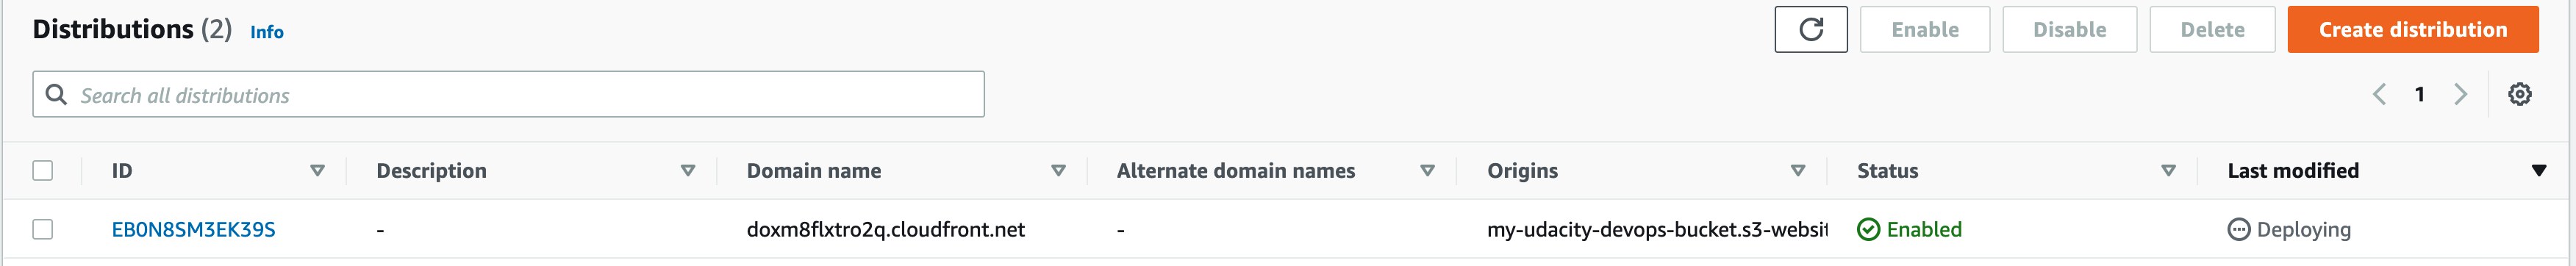 Distributions (2) Info Enable Disable Delete Create distribution
Search all distributions 1
ID Description Domain name Alternate domain names Origins Status Last modified
EB0N8SM3EK39S - doxm8flxtro2q.cloudfront.net - my-udacity-devops-bucket.s3-websit Enabled Deploying